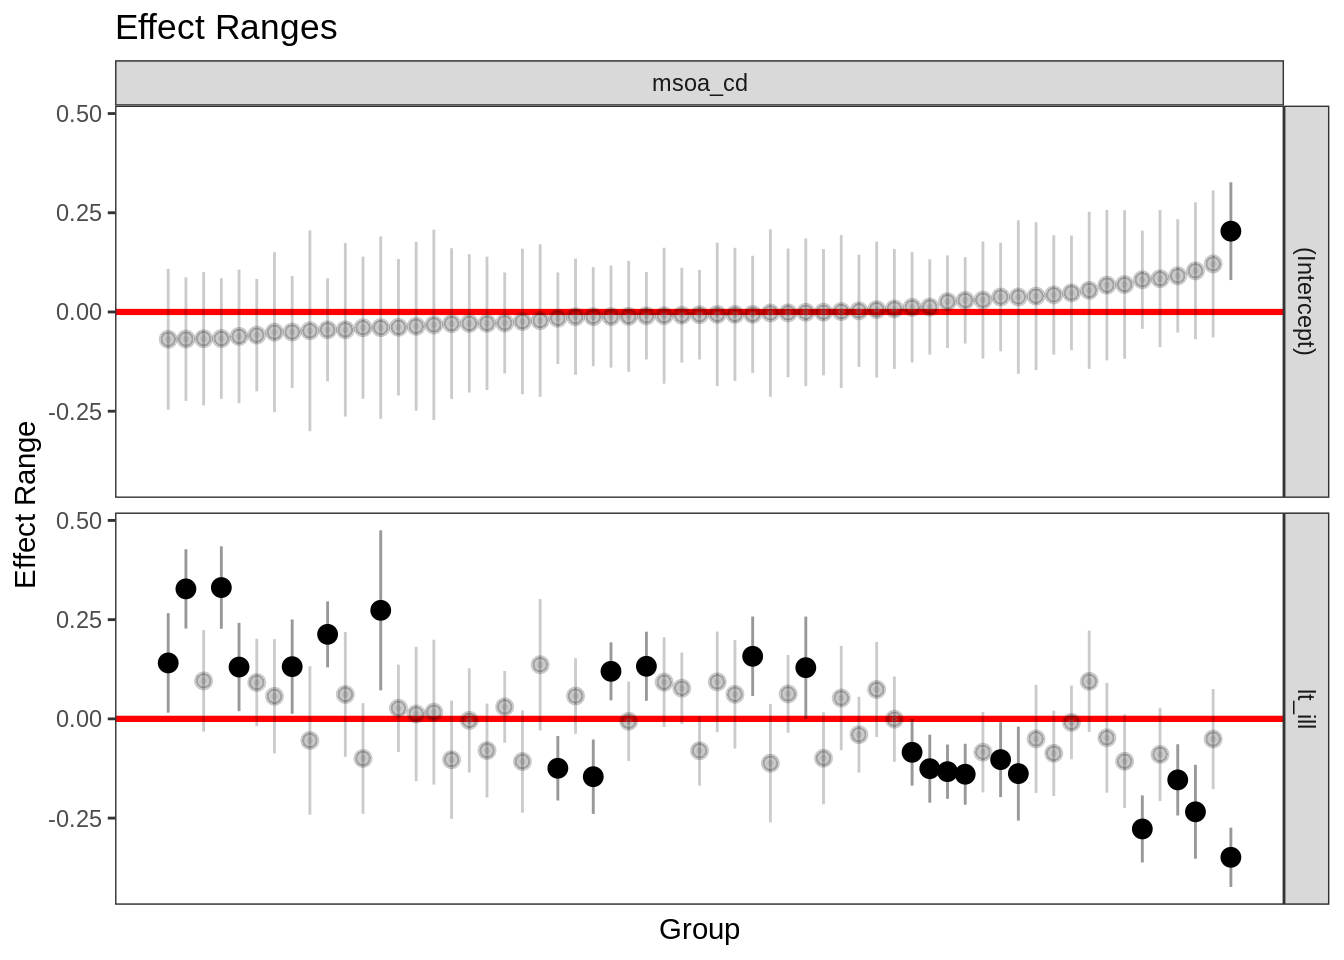 Effect Ranges
msoa_cd
0.50
0.25
0.00
-0.25
(Intercept)
Effect Range
0.50
0.25
0.00
-0.25
lt_ill
Group